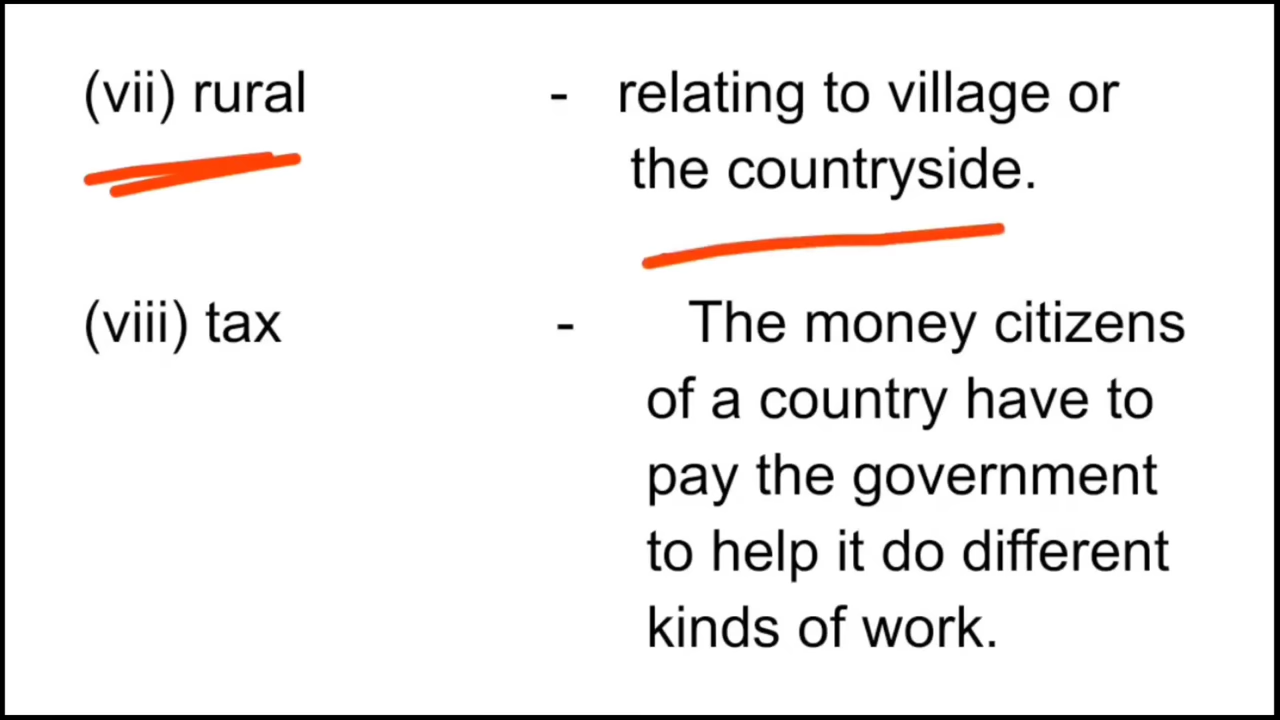 (vii) rural - relating to village or
the countryside.
(viii) tax - The money citizens
of a country have to
pay the government
to help it do different
kinds of work.